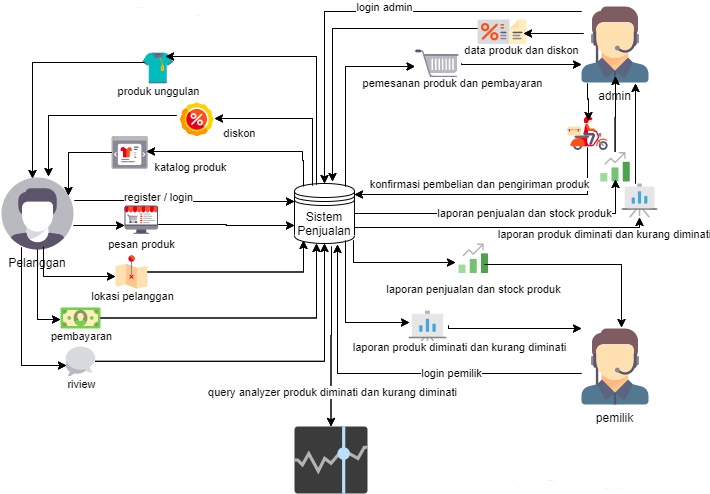 login admin
data produk dan diskon
pemesanan produk dan pembayaran
admin
produk unggulan
diskon
katalog produk
konfirmasi pembelian dan pengiriman produk
register / login
Sistem
Penjualan
laporan penjualan dan stock produk
laporan produk diminati dan kurang diminati
pesan produk
Pelanggan
lokasi pelanggan
laporan penjualan dan stock produk
pembayaran
laporan produk diminati dan kurang diminati
riview
login pemilik
query analyzer produk diminati dan kurang diminati
pemilik